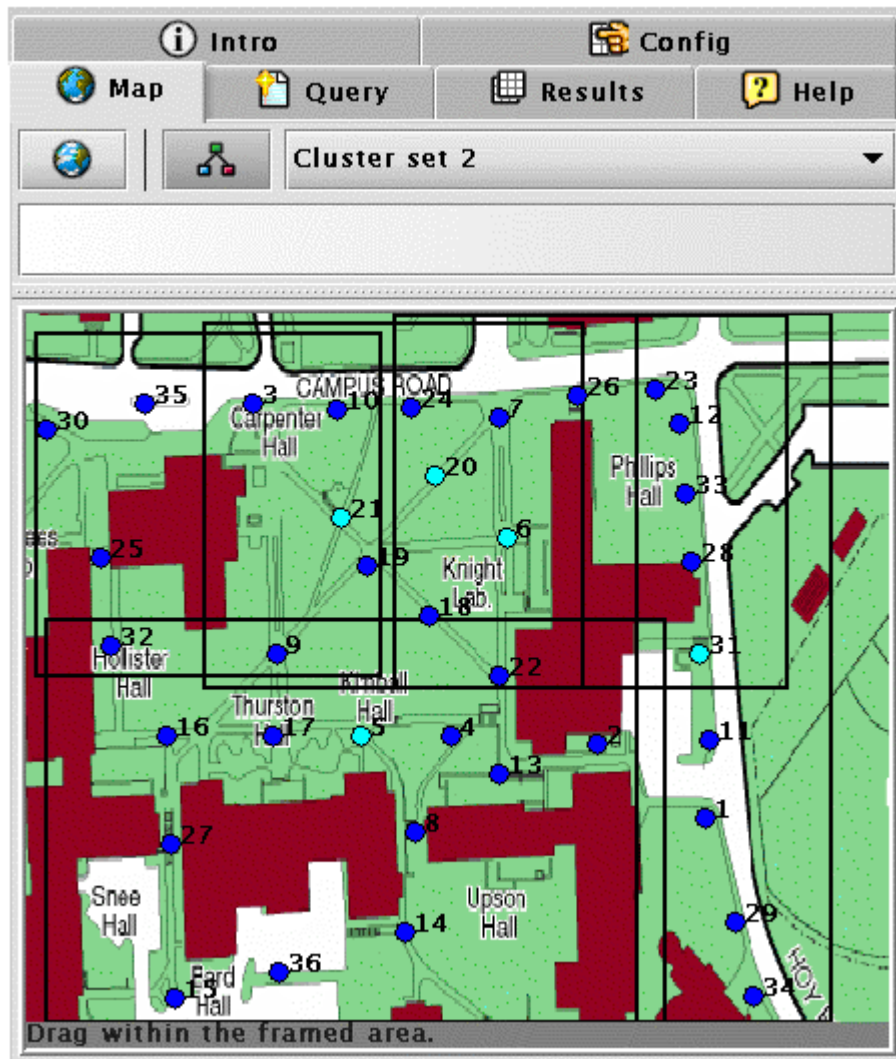 Intro Config
Map Query Results Help
Cluster set 2
CAMPUS ROAD
35 3 10 24 7 26 23 12
30
Carpenter
Hall
20
Phillips
Hall
33
21
6
25 19 28
Knight
Lab.
18
32
Hollister
Hall
9
31
22
Kimball
Hall
Thurston
Hall
16 17 5 4 2 11
13
1
8
27
Snee
Hall
Upson
Hall
29
14
36
15
Hall
34
HOY
Drag within the framed area.